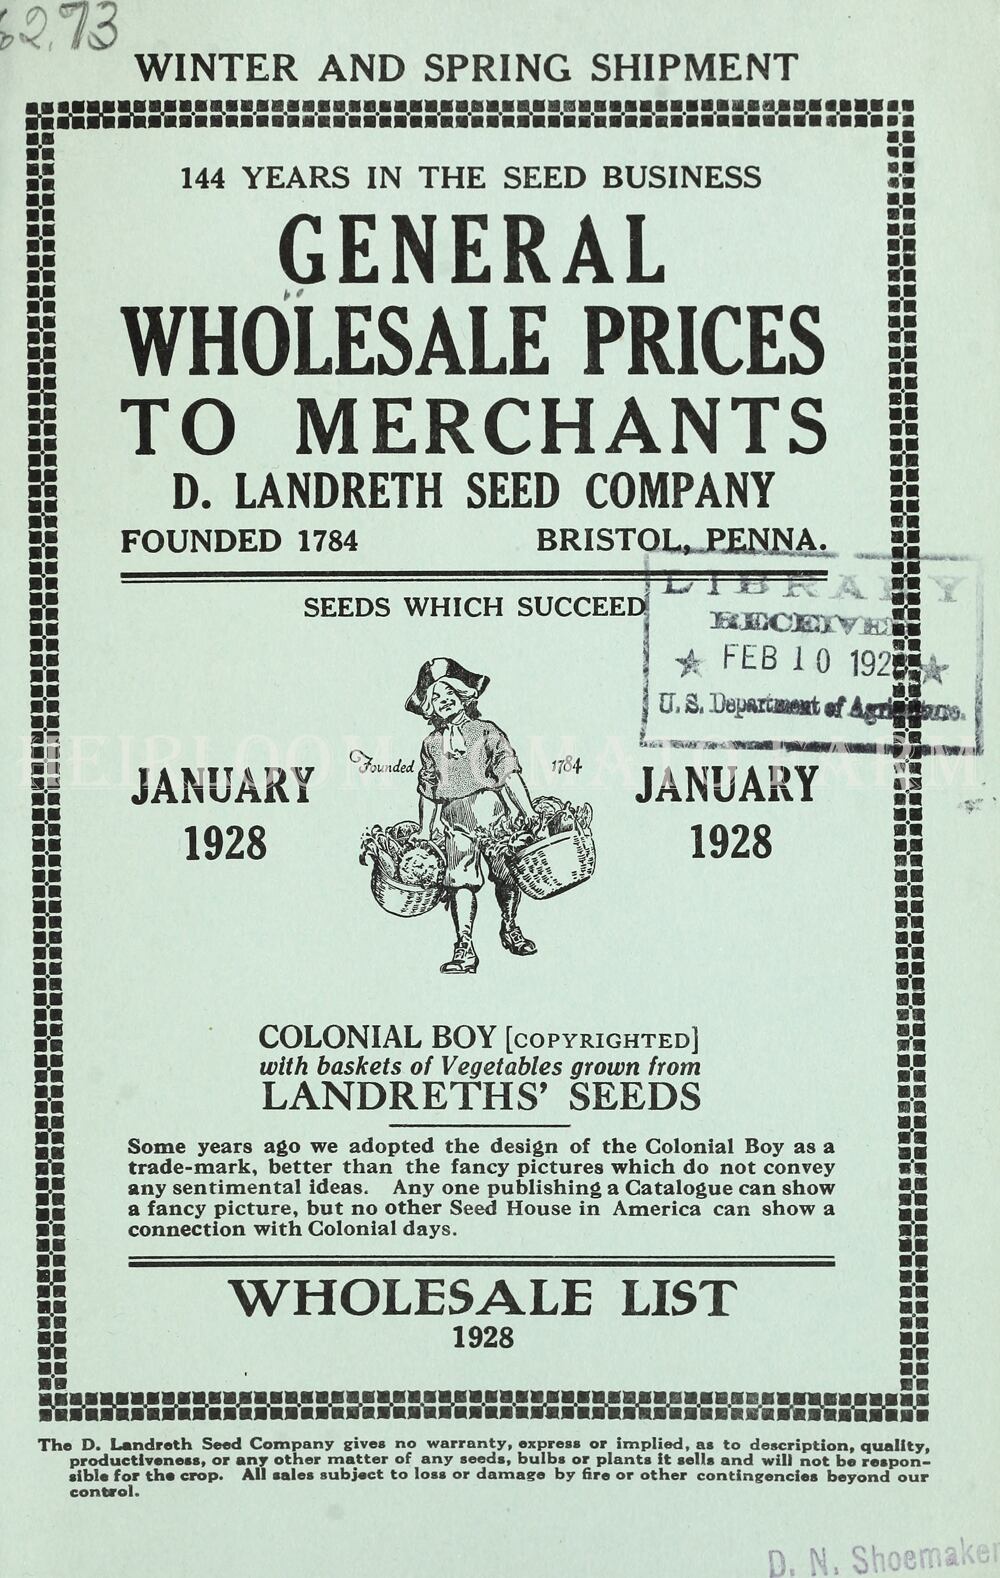 62.73
WINTER AND SPRING SHIPMENT
144 YEARS IN THE SEED BUSINESS
GENERAL
WHOLESALE PRICES
TO MERCHANTS
D. LANDRETH SEED COMPANY
FOUNDED 1784 BRISTOL, PENNA.
SEEDS WHICH SUCCEED
LIBRARY
RECEIVED
★ FEB 10 192 ★
U. S. Department of Agriculture.
HEIRLOOM TOMATO FARM
Founded 1784
JANUARY JANUARY
1928 1928
COLONIAL BOY [COPYRIGHTED]
with baskets of Vegetables grown from
LANDRETHS' SEEDS
Some years ago we adopted the design of the Colonial Boy as a
trade-mark, better than the fancy pictures which do not convey
any sentimental ideas. Any one publishing a Catalogue can show
a fancy picture, but no other Seed House in America can show a
connection with Colonial days.
WHOLESALE LIST
1928
The D. Landreth Seed Company gives no warranty, express or implied, as to description, quality,
productiveness, or any other matter of any seeds, bulbs or plants it sells and will not be respon-
sible for the crop. All sales subject to loss or damage by fire or other contingencies beyond our
control.
D. N. Shoemaker